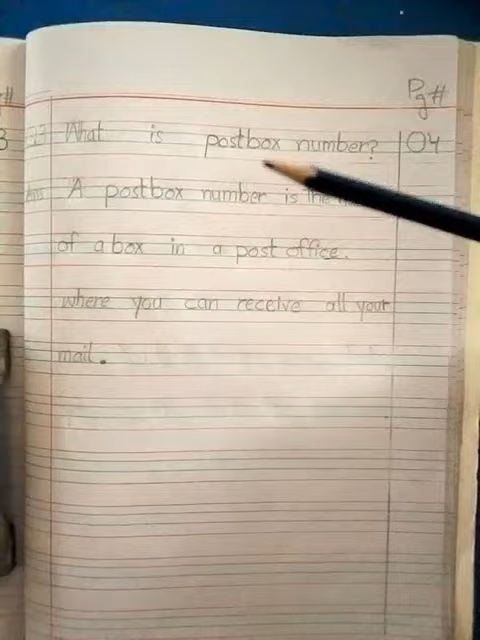 Pg#
What is postbox number? 04
Ans A postbox number is the
of a box in a post office.
where you can receive all your
mail.